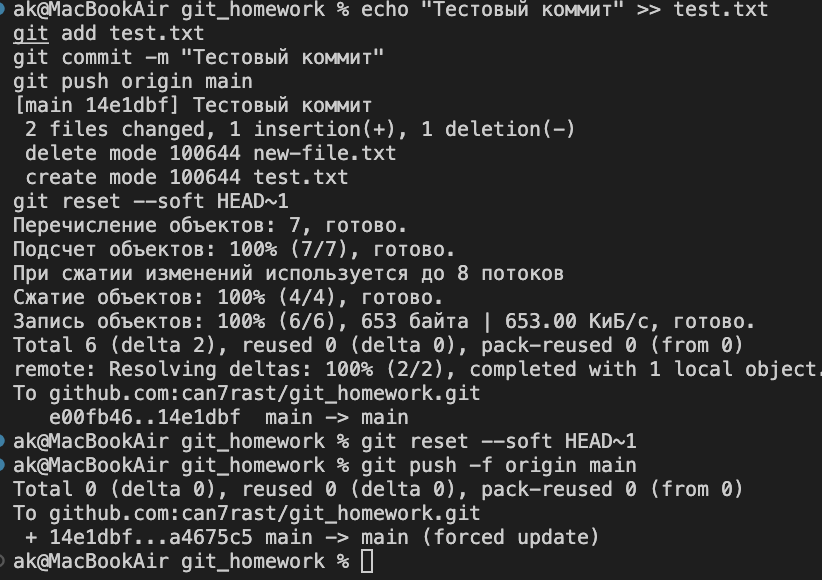 ak@MacBookAir git_homework % echo "Тестовый коммит" >> test.txt
git add test.txt
git commit -m "Тестовый коммит"
git push origin main
[main 14e1dbf] Тестовый коммит
 2 files changed, 1 insertion(+), 1 deletion(-)
 delete mode 100644 new-file.txt
 create mode 100644 test.txt
git reset --soft HEAD~1
Перечисление объектов: 7, готово.
Подсчет объектов: 100% (7/7), готово.
При сжатии изменений используется до 8 потоков
Сжатие объектов: 100% (4/4), готово.
Запись объектов: 100% (6/6), 653 байта | 653.00 КиБ/с, готово.
Total 6 (delta 2), reused 0 (delta 0), pack-reused 0 (from 0)
remote: Resolving deltas: 100% (2/2), completed with 1 local object.
To github.com:can7rast/git_homework.git
   e00fb46..14e1dbf  main -> main
ak@MacBookAir git_homework % git reset --soft HEAD~1
ak@MacBookAir git_homework % git push -f origin main
Total 0 (delta 0), reused 0 (delta 0), pack-reused 0 (from 0)
To github.com:can7rast/git_homework.git
 + 14e1dbf...a4675c5 main -> main (forced update)
ak@MacBookAir git_homework %